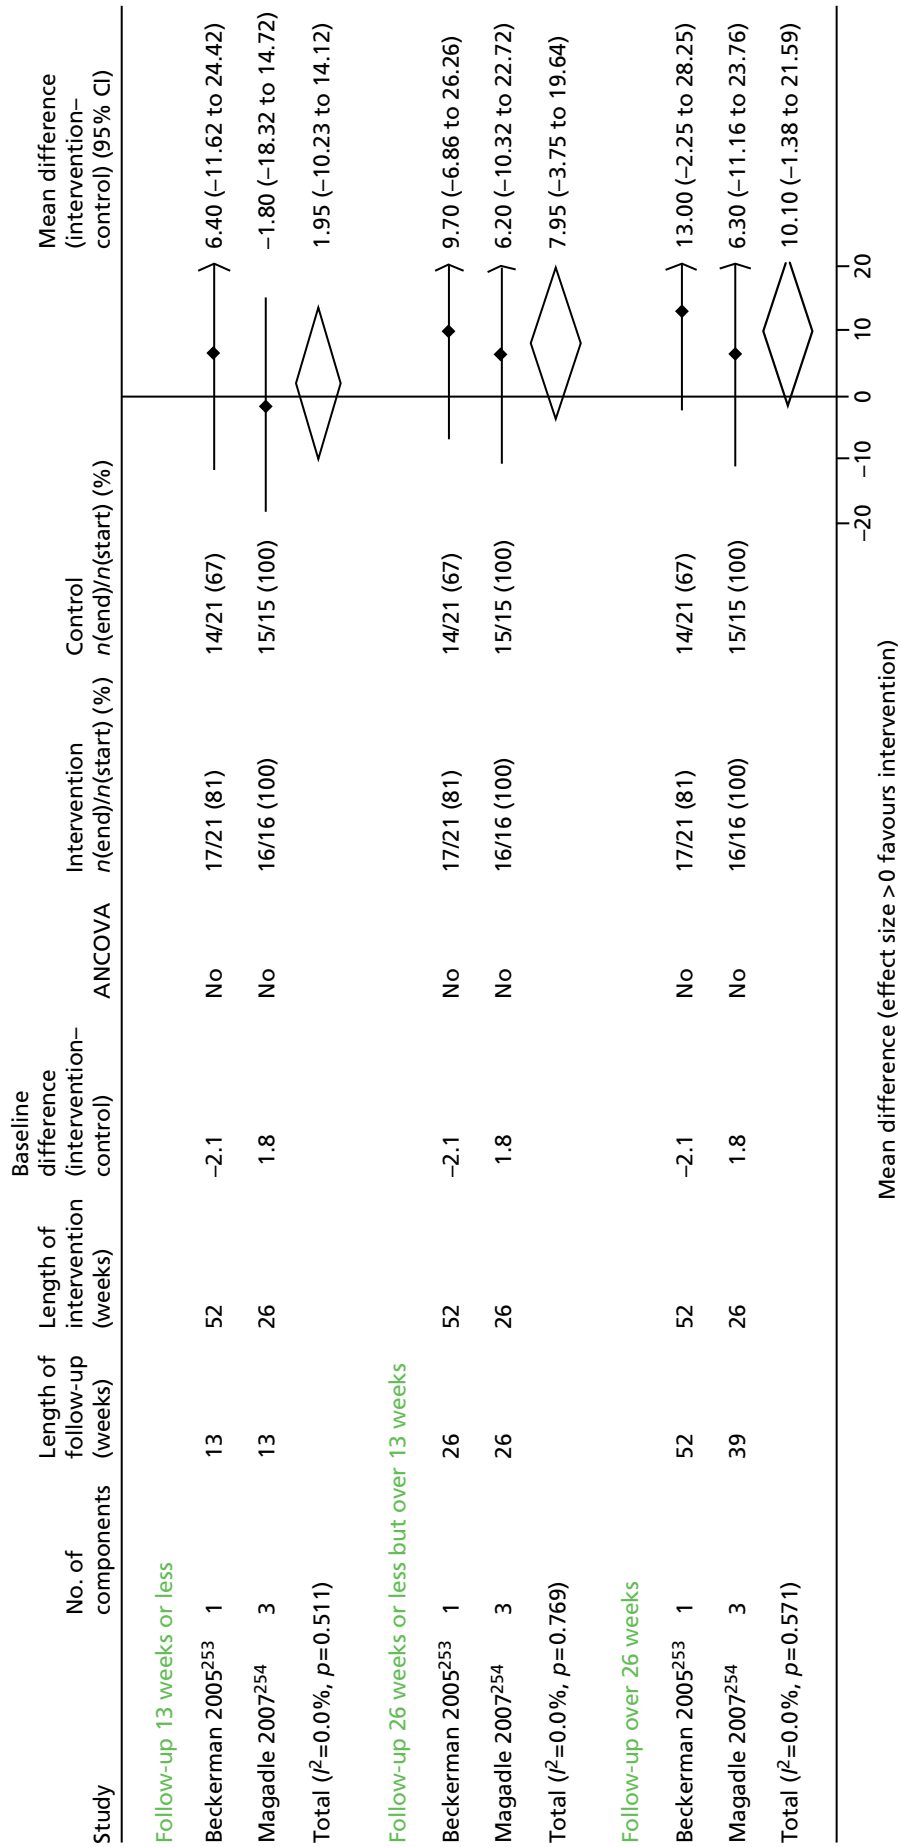 Study No. of components Length of follow-up (weeks) Length of intervention (weeks) Baseline difference (intervention–control) ANCOVA Intervention n(end)/n(start) (%) Control n(end)/n(start) (%) Mean difference (intervention–control) (95% CI)
Follow-up 13 weeks or less
Beckerman 2005253 1 13 52 –2.1 No 17/21 (81) 14/21 (67) 6.40 (–11.62 to 24.42)
Magadle 2007254 3 13 26 1.8 No 16/16 (100) 15/15 (100) –1.80 (–18.32 to 14.72)
Total (I2=0.0%, p=0.511) 1.95 (–10.23 to 14.12)
Follow-up 26 weeks or less but over 13 weeks
Beckerman 2005253 1 26 52 –2.1 No 17/21 (81) 14/21 (67) 9.70 (–6.86 to 26.26)
Magadle 2007254 3 26 26 1.8 No 16/16 (100) 15/15 (100) 6.20 (–10.32 to 22.72)
Total (I2=0.0%, p=0.769) 7.95 (–3.75 to 19.64)
Follow-up over 26 weeks
Beckerman 2005253 1 52 52 –2.1 No 17/21 (81) 14/21 (67) 13.00 (–2.25 to 28.25)
Magadle 2007254 3 39 26 1.8 No 16/16 (100) 15/15 (100) 6.30 (–11.16 to 23.76)
Total (I2=0.0%, p=0.571) 10.10 (–1.38 to 21.59)
–20 –10 0 10 20
Mean difference (effect size > 0 favours intervention)